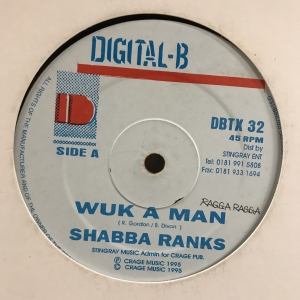 DIGITAL-B
D
DBTX 32
45 RPM
Dist by
STINGRAY ENT
Tel: 0181 991 5808
Fax: 0181 933 1694
SIDE A
RAGGA RAGGA
WUK A MAN
( R. Gordon / B. Dixon )
SHABBA RANKS
STINGRAY MUSIC Admin for CRAGE PUB.
Ⓟ CRAGE MUSIC 1995
© CRAGE MUSIC 1995
ALL RIGHTS OF THE MANUFACTURER AND OF THE